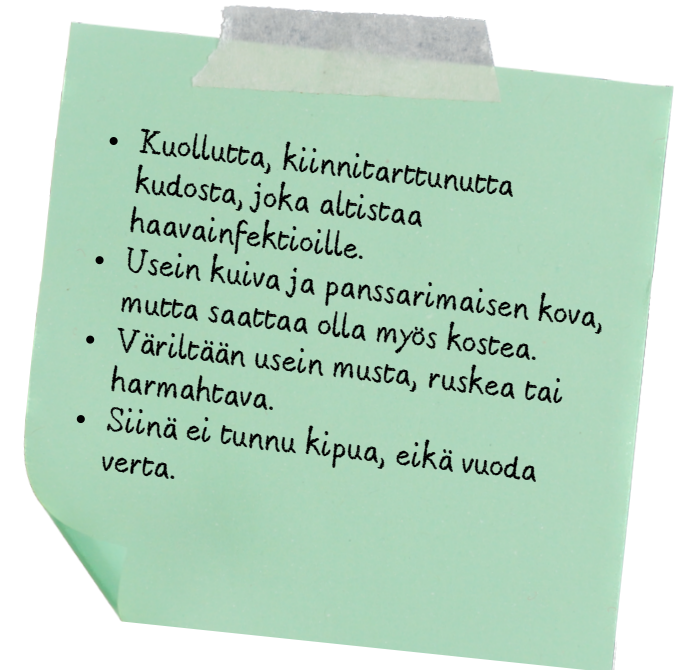 • Kuollutta, kiinnitarttunutta
kudosta, joka altistaa
haavainfektioille.
• Usein kuiva ja panssarimaisen kova,
mutta saattaa olla myös kostea.
• Väriltään usein musta, ruskea tai
harmahtava.
• Siinä ei tunnu kipua, eikä vuoda
verta.